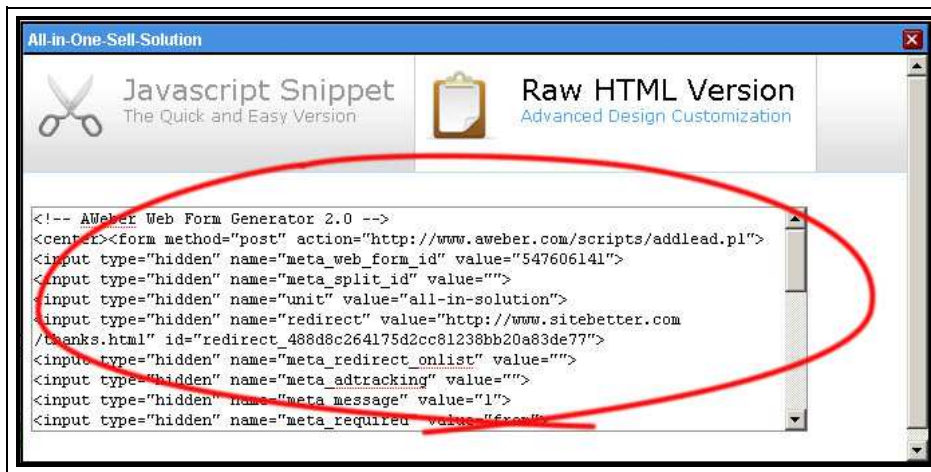 All-in-One-Sell-Solution
Javascript Snippet
The Quick and Easy Version
Raw HTML Version
Advanced Design Customization
<!-- AWeber Web Form Generator 2.0 -->
<center><form method="post" action="http://www.aweber.com/scripts/addlead.pl">
<input type="hidden" name="meta_web_form_id" value="547606141">
<input type="hidden" name="meta_split_id" value="">
<input type="hidden" name="unit" value="all-in-solution">
<input type="hidden" name="redirect" value="http://www.sitebetter.com
/thanks.html" id="redirect_488d8c264175d2cc81238bb20a83de77">
<input type="hidden" name="meta_redirect_onlist" value="">
<input type="hidden" name="meta_adtracking" value="">
<input type="hidden" name="meta_message" value="1">
<input type="hidden" name="meta_required" value="from">